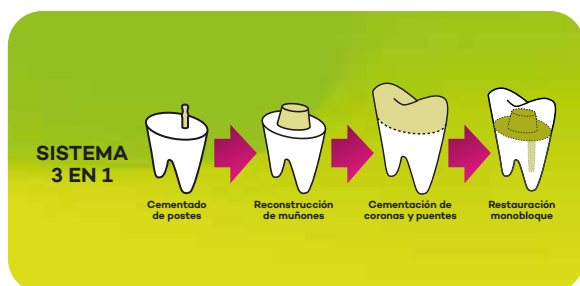 SISTEMA
3 EN 1
Cementado
de postes
Reconstrucción
de muñones
Cementación de
coronas y puentes
Restauración
monobloque